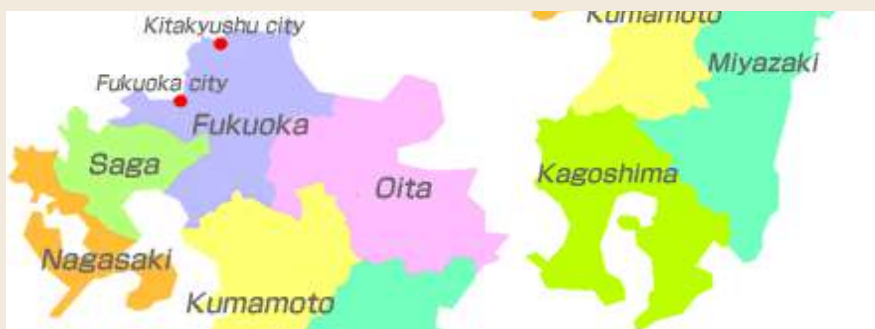 Kitakyushu city
Fukuoka city
Fukuoka
Saga
Oita
Nagasaki
Kumamoto
Kumamoto
Miyazaki
Kagoshima